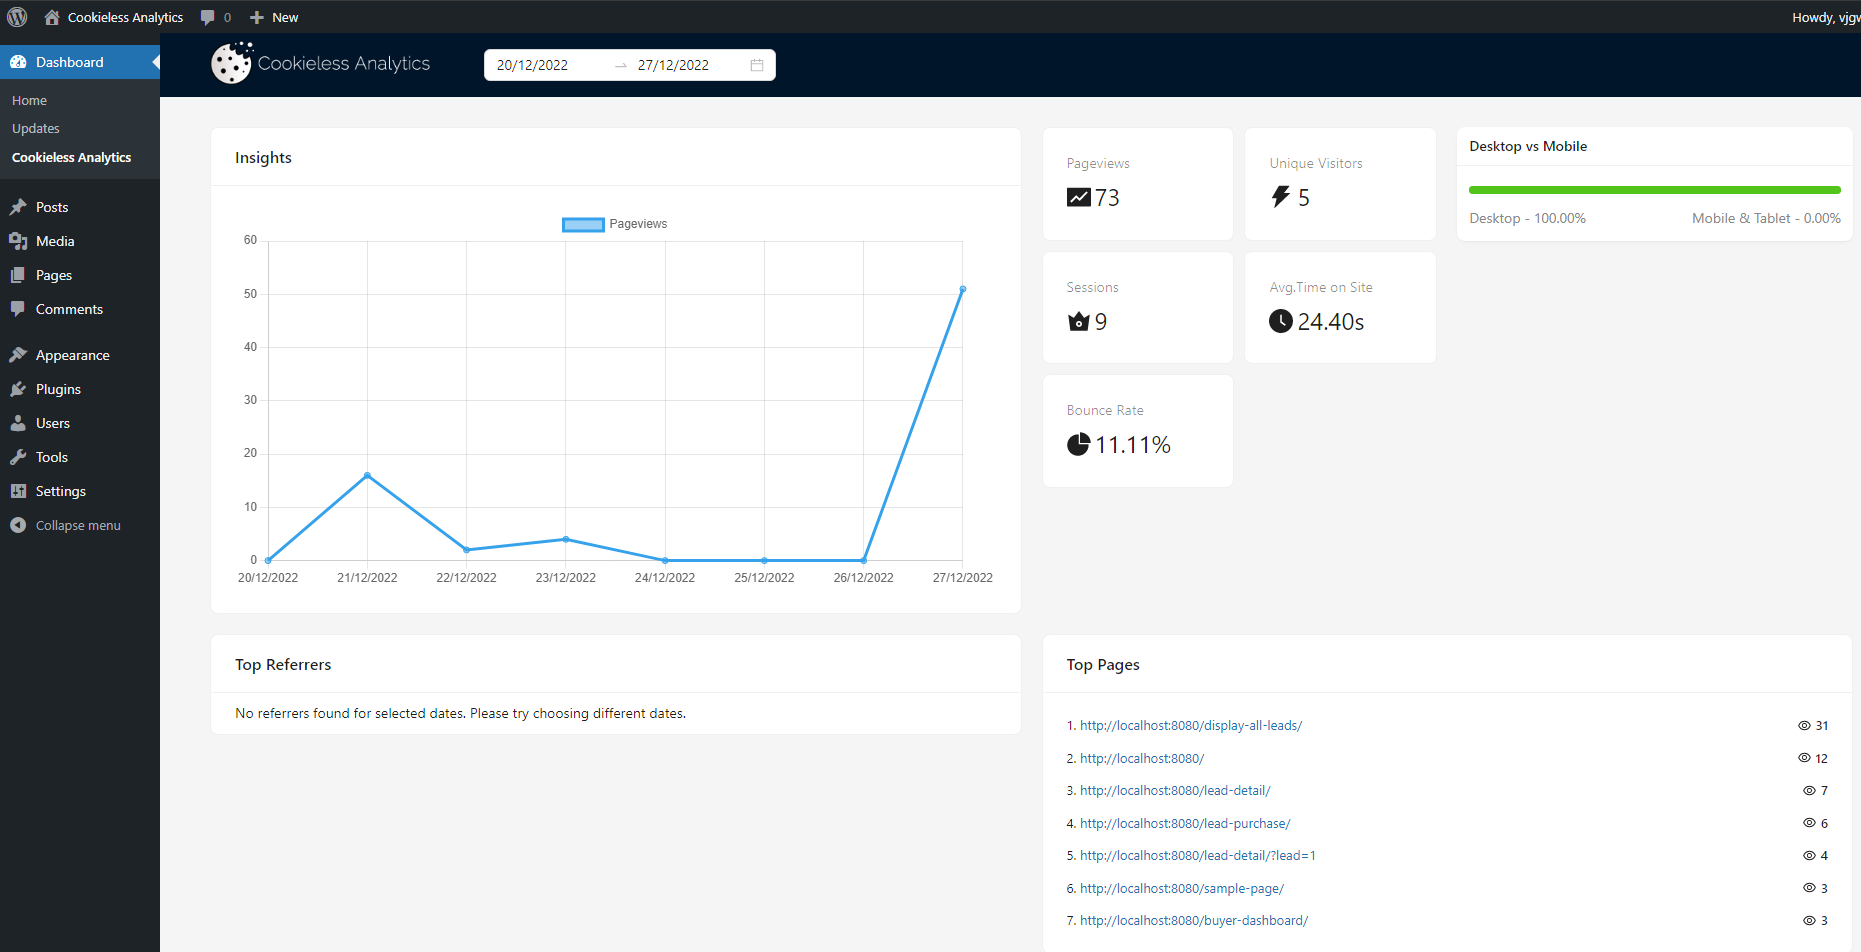 Cookieless Analytics 0 New Howdy, vjgw
Dashboard
Home
Updates
Cookieless Analytics
Posts
Media
Pages
Comments
Appearance
Plugins
Users
Tools
Settings
Collapse menu
Cookieless Analytics 20/12/2022 → 27/12/2022
Insights
Pageviews
60
50
40
30
20
10
0
20/12/2022 21/12/2022 22/12/2022 23/12/2022 24/12/2022 25/12/2022 26/12/2022 27/12/2022
Pageviews
73
Unique Visitors
5
Sessions
9
Avg.Time on Site
24.40s
Bounce Rate
11.11%
Desktop vs Mobile
Desktop - 100.00% Mobile & Tablet - 0.00%
Top Referrers
No referrers found for selected dates. Please try choosing different dates.
Top Pages
1. http://localhost:8080/display-all-leads/ 31
2. http://localhost:8080/ 12
3. http://localhost:8080/lead-detail/ 7
4. http://localhost:8080/lead-purchase/ 6
5. http://localhost:8080/lead-detail/?lead=1 4
6. http://localhost:8080/sample-page/ 3
7. http://localhost:8080/buyer-dashboard/ 3